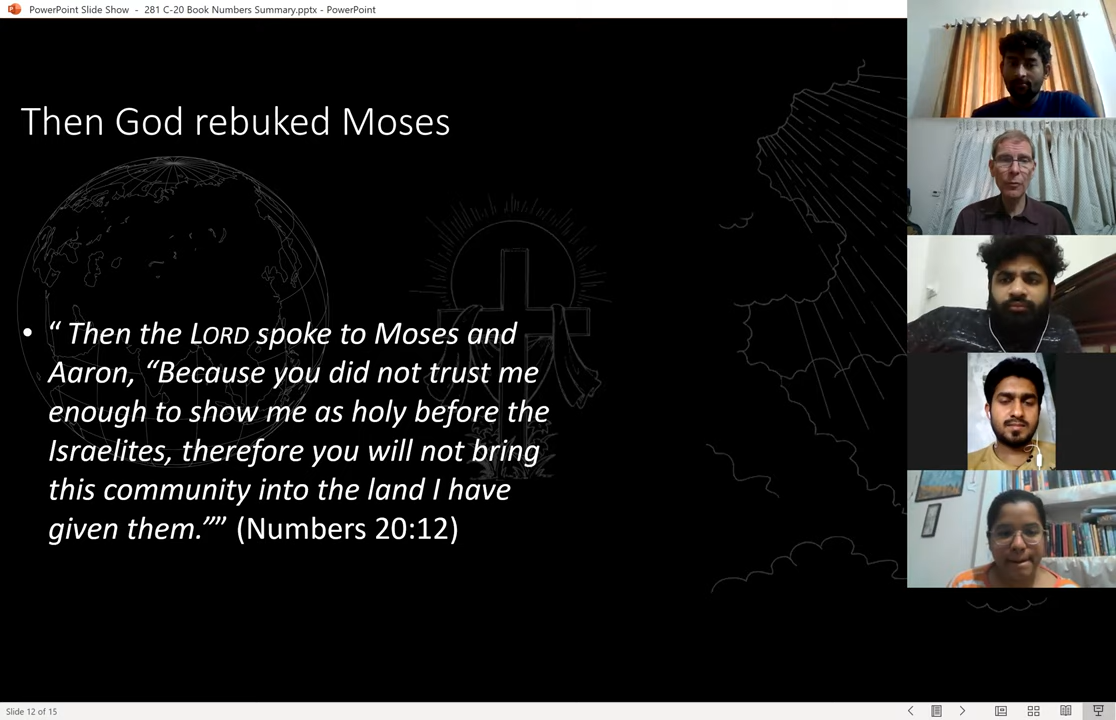 PowerPoint Slide Show - 281 C-20 Book Numbers Summary.pptx - PowerPoint
Then God rebuked Moses
• “ Then the LORD spoke to Moses and
Aaron, “Because you did not trust me
enough to show me as holy before the
Israelites, therefore you will not bring
this community into the land I have
given them.”” (Numbers 20:12)
Slide 12 of 15